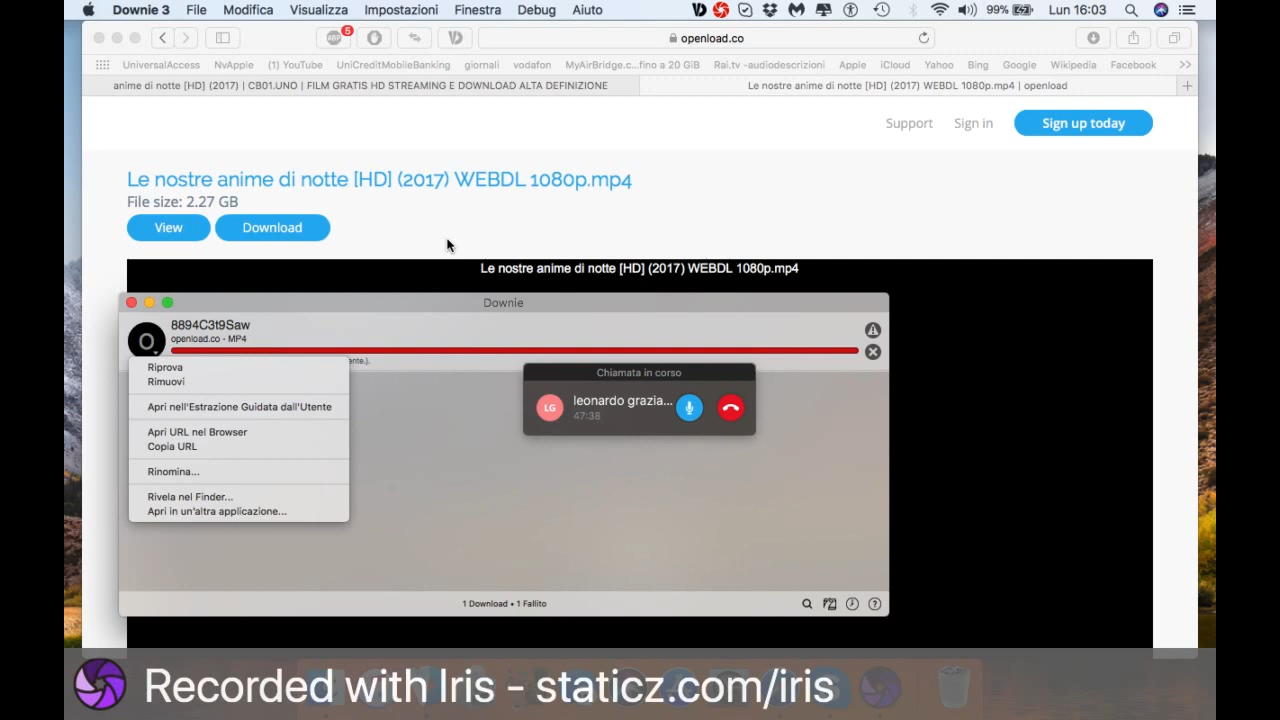 Downie 3 File Modifica Visualizza Impostazioni Finestra Debug Aiuto 99% Lun 16:03
5
ABP
openload.co
UniversalAccess NvApple (1) YouTube UniCreditMobileBanking giornali vodafon MyAirBridge.c...fino a 20 GiB Rai.tv -audiodescrizioni Apple iCloud Yahoo Bing Google Wikipedia Facebook >>
anime di notte [HD] (2017) | CB01.UNO | FILM GRATIS HD STREAMING E DOWNLOAD ALTA DEFINIZIONE
Le nostre anime di notte [HD] (2017) WEBDL 1080p.mp4 | openload
Support Sign in Sign up today
Le nostre anime di notte [HD] (2017) WEBDL 1080p.mp4
File size: 2.27 GB
View Download
Le nostre anime di notte [HD] (2017) WEBDL 1080p.mp4
Downie
O
8894C3t9Saw
openload.co - MP4
ente.).
Riprova
Rimuovi
Apri nell'Estrazione Guidata dall'Utente
Apri URL nel Browser
Copia URL
Rinomina...
Rivela nel Finder...
Apri in un'altra applicazione...
Chiamata in corso
LG
leonardo grazia...
47:38
1 Download • 1 Fallito
Recorded with Iris - staticz.com/iris